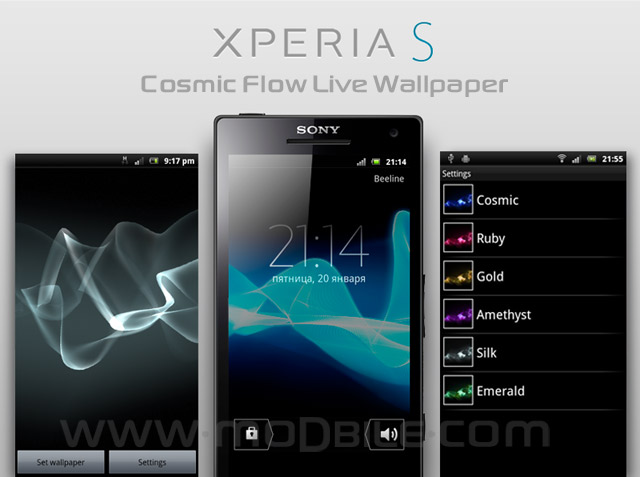 XPERIA S
Cosmic Flow Live Wallpaper
9:17 pm
Set wallpaper
Settings
SONY
21:14
Beeline
21:14
пятница, 20 января
21:55
Settings
Cosmic
Ruby
Gold
Amethyst
Silk
Emerald
www.moDbile.com